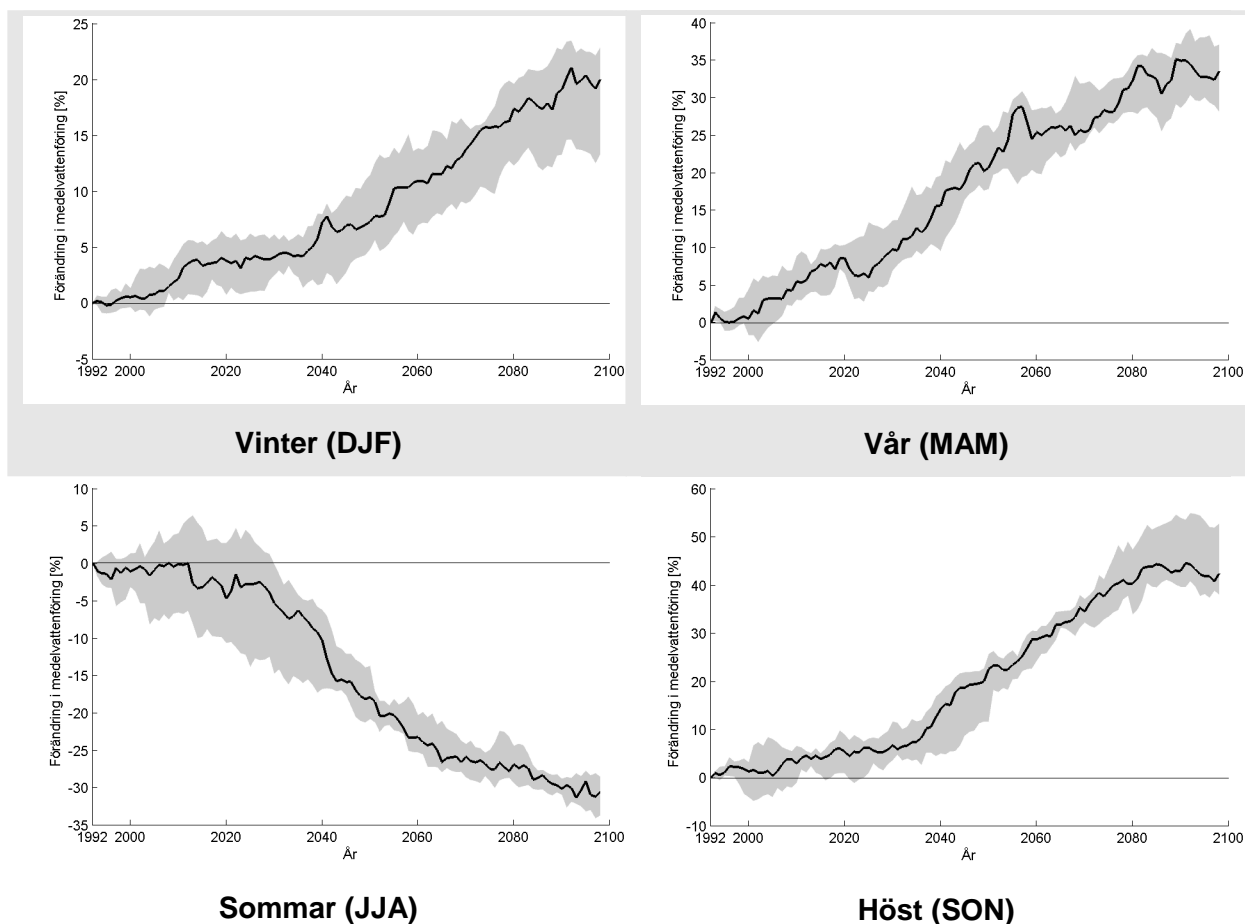 25
20
15
10
5
0
-5
Förändring i medelvattenföring [%]
1992 2000 2020 2040 2060 2080 2100
År
Vinter (DJF)
40
35
30
25
20
15
10
5
0
-5
Förändring i medelvattenföring [%]
1992 2000 2020 2040 2060 2080 2100
År
Vår (MAM)
10
5
0
-5
-10
-15
-20
-25
-30
-35
Förändring i medelvattenföring [%]
1992 2000 2020 2040 2060 2080 2100
År
Sommar (JJA)
60
50
40
30
20
10
0
-10
Förändring i medelvattenföring [%]
1992 2000 2020 2040 2060 2080 2100
År
Höst (SON)